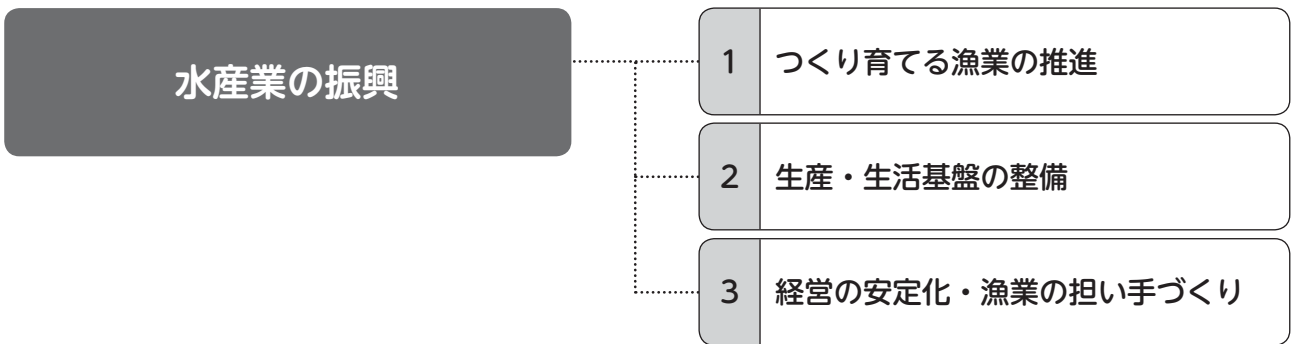 水産業の振興
1 つくり育てる漁業の推進
2 生産・生活基盤の整備
3 経営の安定化・漁業の担い手づくり